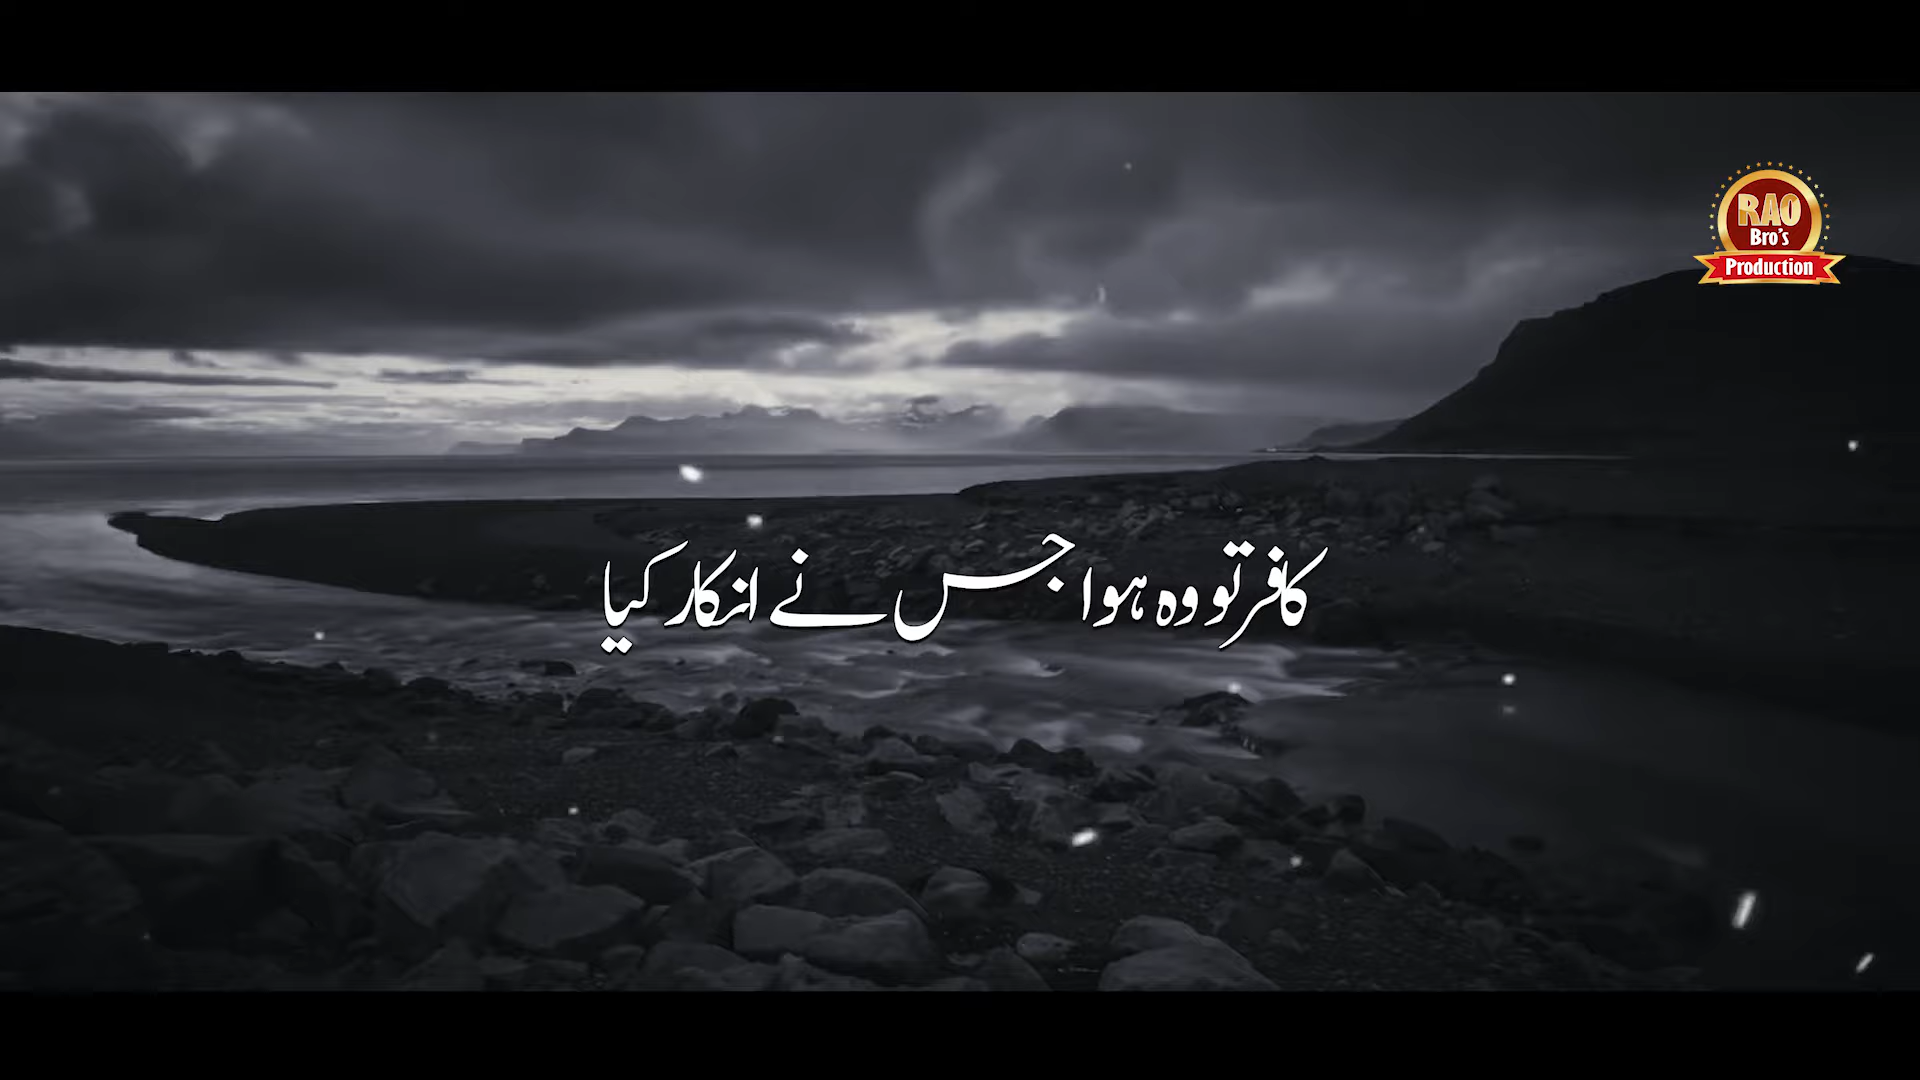 RAO
Bro's
Production
کافر تو وہ ہوا جس نے انکار کیا